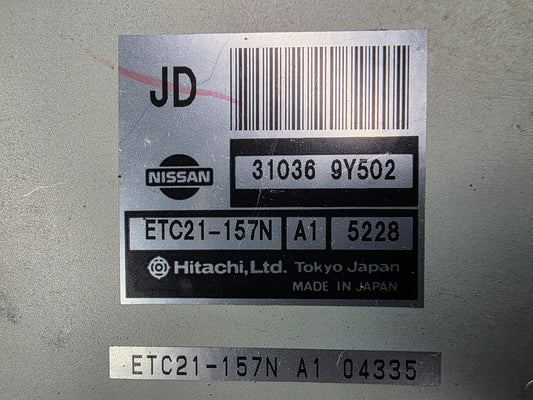 JD
NISSAN
31036 9Y502
ETC21-157N A1 5228
Hitachi,Ltd. Tokyo Japan
MADE IN JAPAN
ETC21-157N A1 04335